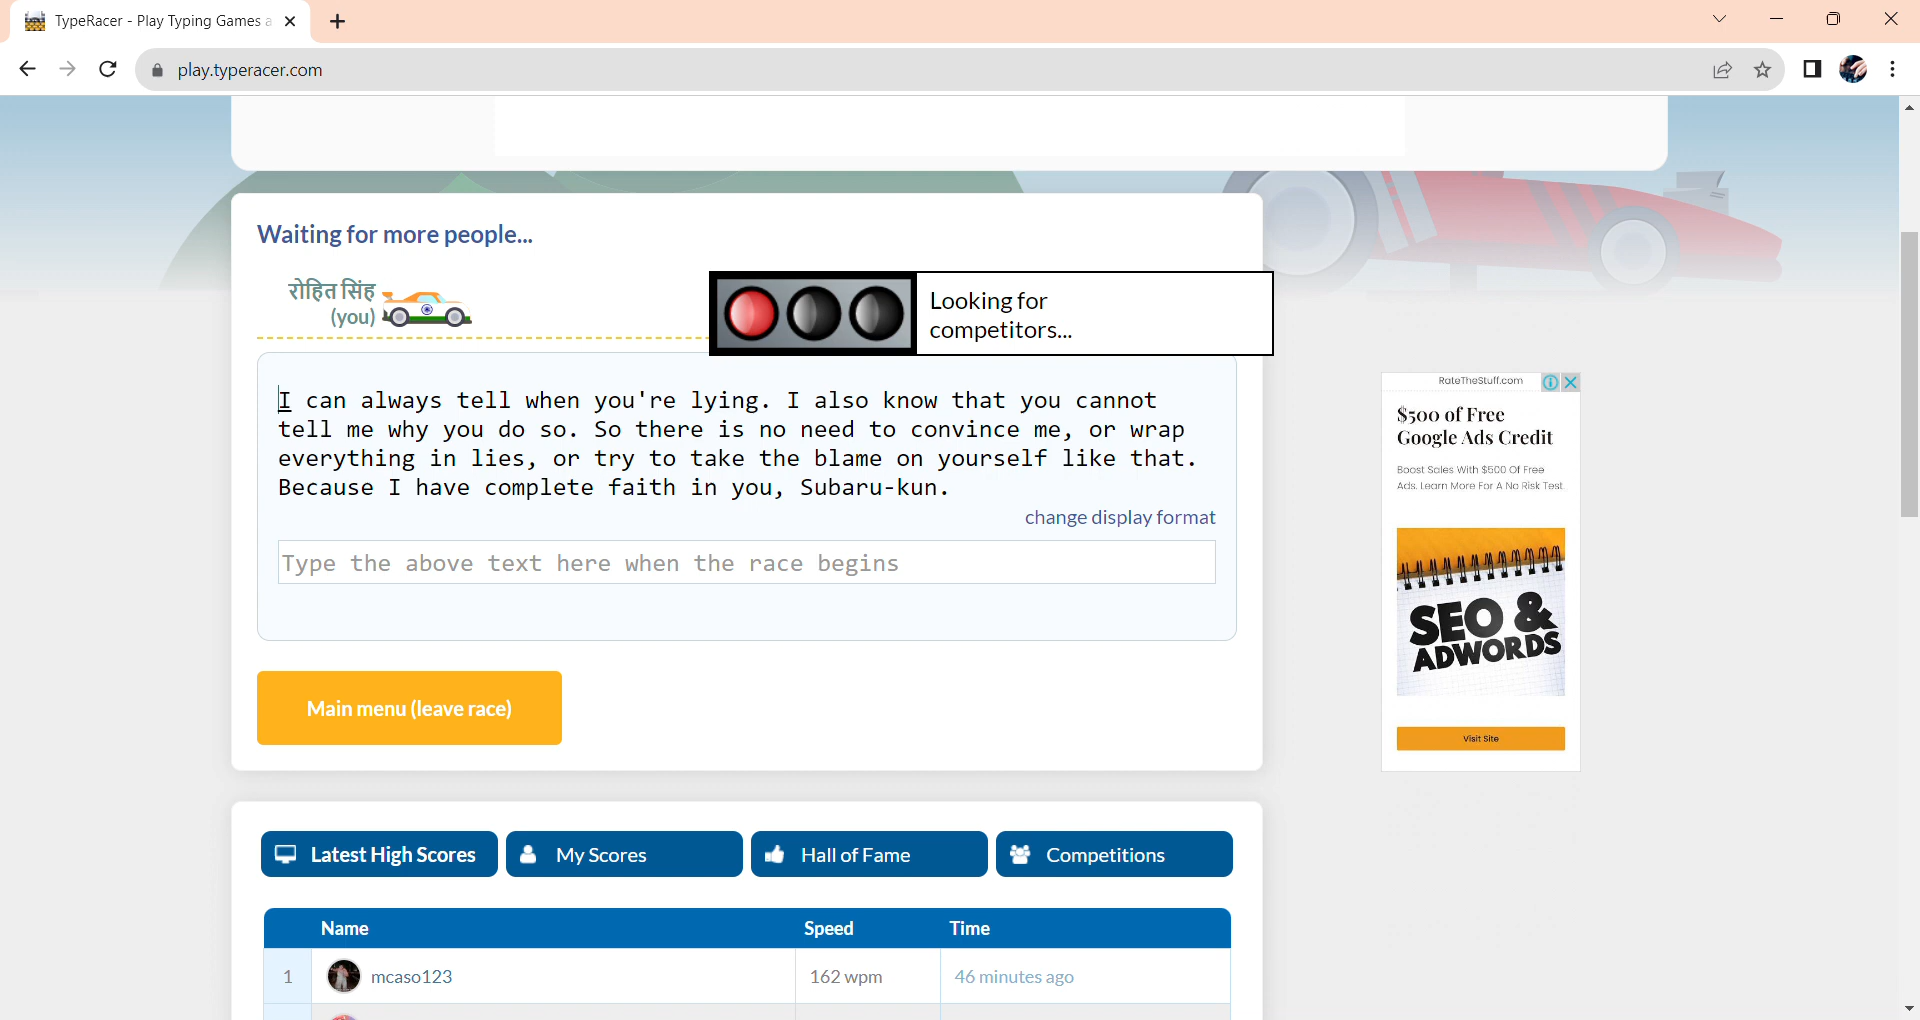 TypeRacer - Play Typing Games a
play.typeracer.com
Waiting for more people...
रोहित सिंह
(you)
Looking for
competitors...
I can always tell when you're lying. I also know that you cannot
tell me why you do so. So there is no need to convince me, or wrap
everything in lies, or try to take the blame on yourself like that.
Because I have complete faith in you, Subaru-kun.
change display format
Type the above text here when the race begins
Main menu (leave race)
RateTheStuff.com
$500 of Free
Google Ads Credit
Boost Sales With $500 Of Free
Ads. Learn More For A No Risk Test.
SEO &
ADWORDS
Visit Site
Latest High Scores
My Scores
Hall of Fame
Competitions
Name Speed Time
1 mcaso123 162 wpm 46 minutes ago